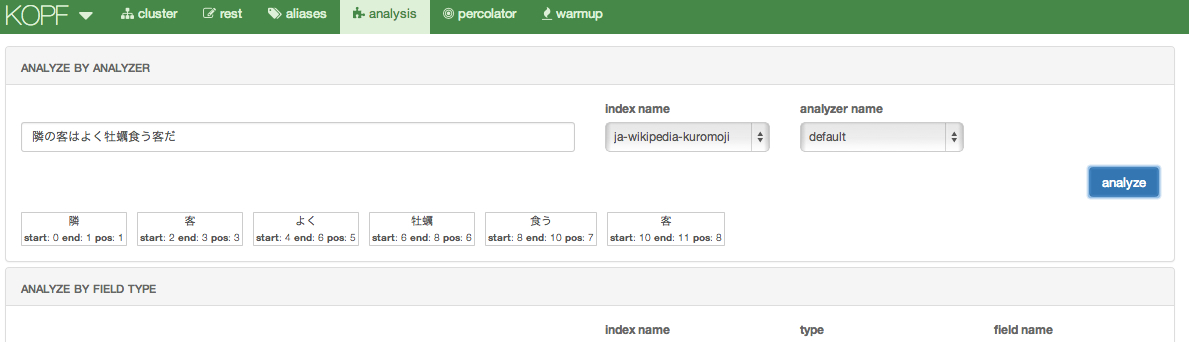 KOPF cluster rest aliases analysis percolator warmup
ANALYZE BY ANALYZER
index name analyzer name
隣の客はよく牡蠣食う客だ ja-wikipedia-kuromoji default
analyze
隣 客 よく 牡蠣 食う 客
start: 0 end: 1 pos: 1 start: 2 end: 3 pos: 3 start: 4 end: 6 pos: 5 start: 6 end: 8 pos: 6 start: 8 end: 10 pos: 7 start: 10 end: 11 pos: 8
ANALYZE BY FIELD TYPE
index name type field name